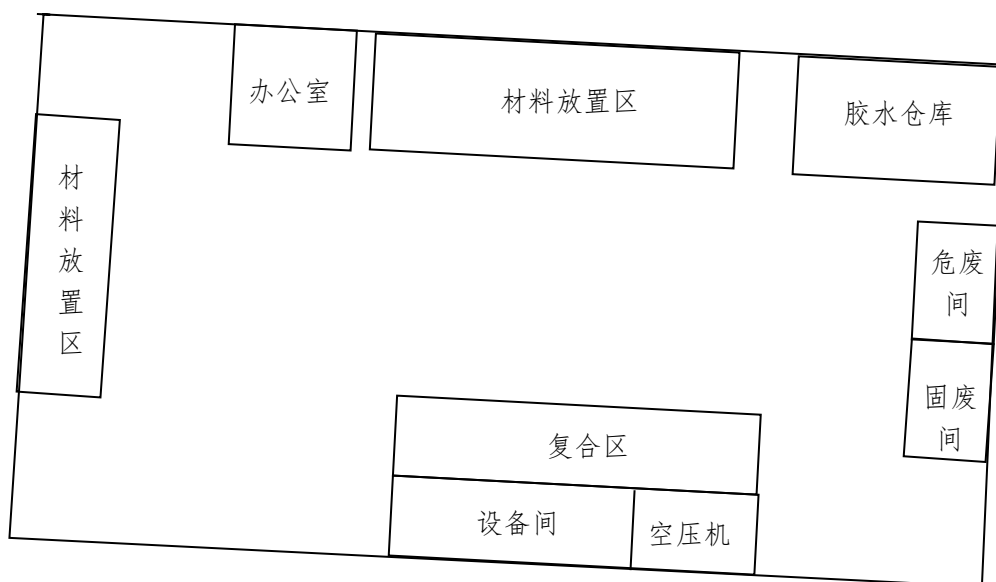 办公室
材料放置区
胶水仓库
材
料
放
置
区
危废
间
固废
间
复合区
设备间
空压机